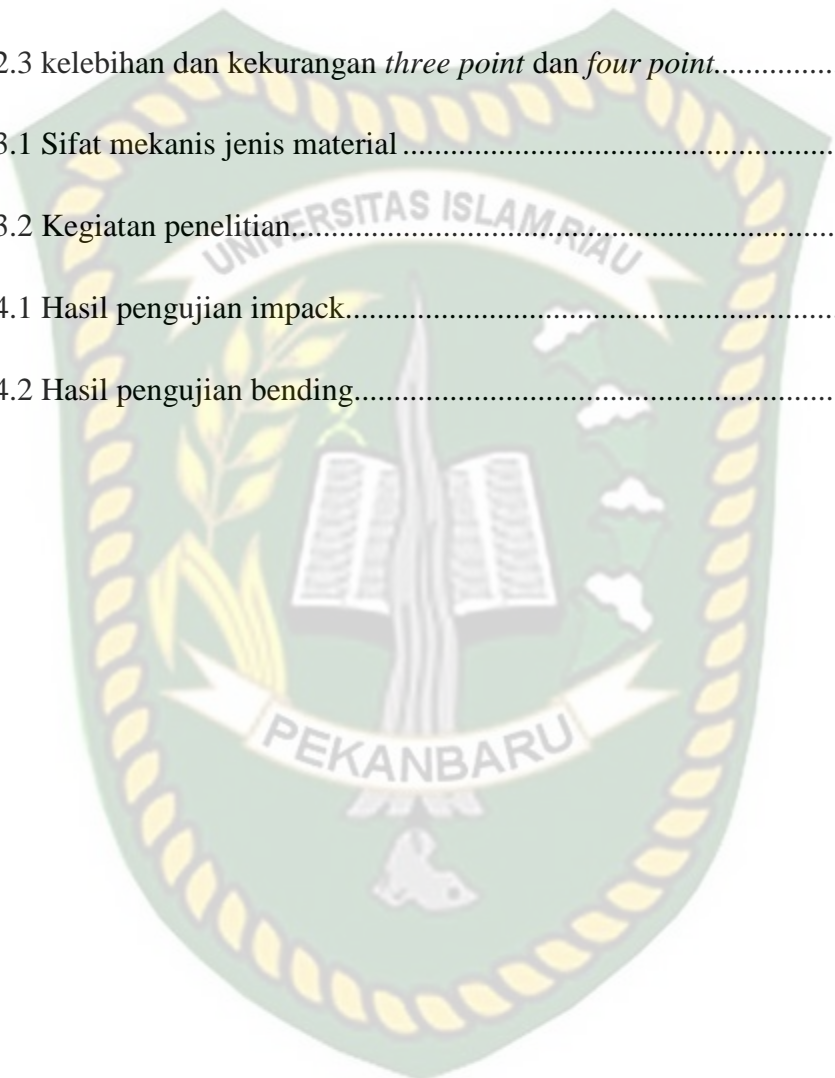 2.3 kelebihan dan kekurangan three point dan four point...............
3.1 Sifat mekanis jenis material.......................................................
3.2 Kegiatan penelitian.....................................................................
4.1 Hasil pengujian impack..............................................................
4.2 Hasil pengujian bending.............................................................
UNIVERSITAS ISLAM RIAU
PEKANBARU